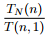 T_N(n)
T(n, 1)